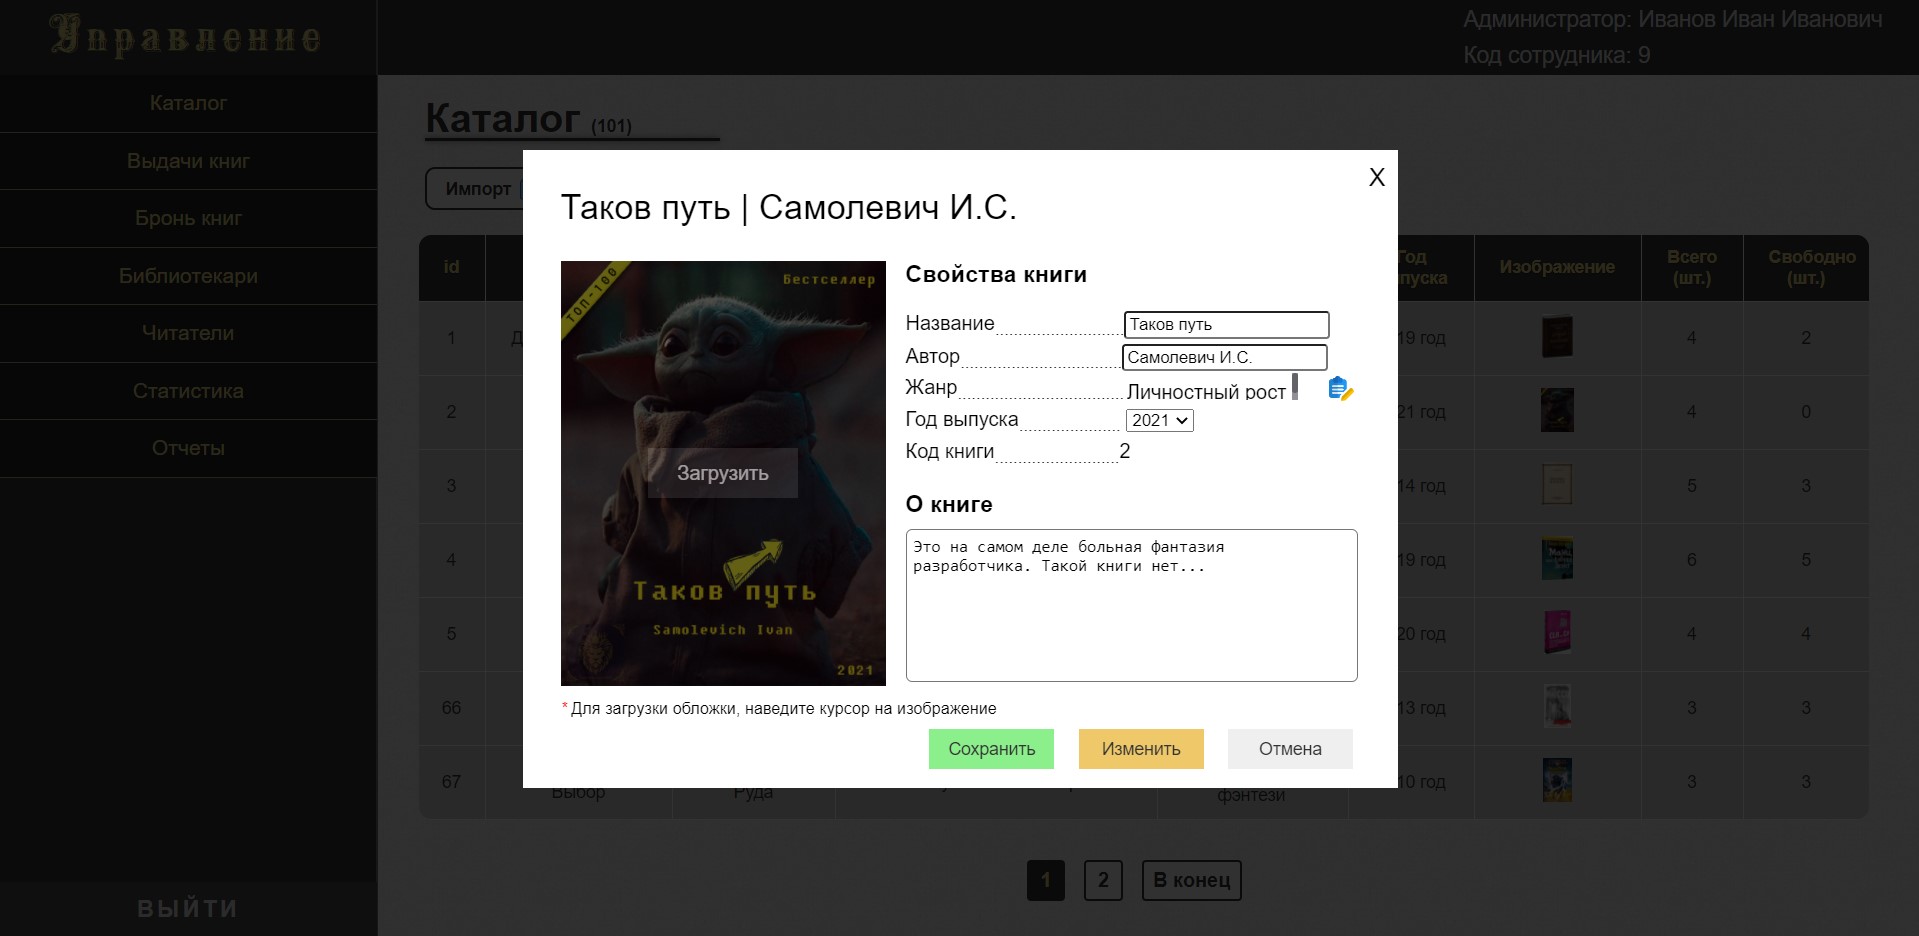 Управление
Администратор: Иванов Иван Иванович
Код сотрудника: 9
Каталог
Выдачи книг
Бронь книг
Библиотекари
Читатели
Статистика
Отчеты
ВЫЙТИ
Каталог (101)
Импорт
id
Год
Изображение
Всего (шт.)
Свободно (шт.)
1
19 год
4
2
2
21 год
4
0
3
14 год
5
3
4
19 год
6
5
5
20 год
4
4
66
13 год
3
3
67
Выбор
Руда
фэнтези
10 год
3
3
X
Таков путь | Самолевич И.С.
ТОП-100
Бестселлер
Загрузить
Таков путь
Samolevich Ivan
2021
Свойства книги
Название Таков путь
Автор Самолевич И.С.
Жанр Личностный рост
Год выпуска 2021
Код книги 2
О книге
Это на самом деле больная фантазия
разработчика. Такой книги нет...
* Для загрузки обложки, наведите курсор на изображение
Сохранить
Изменить
Отмена
1
2
В конец